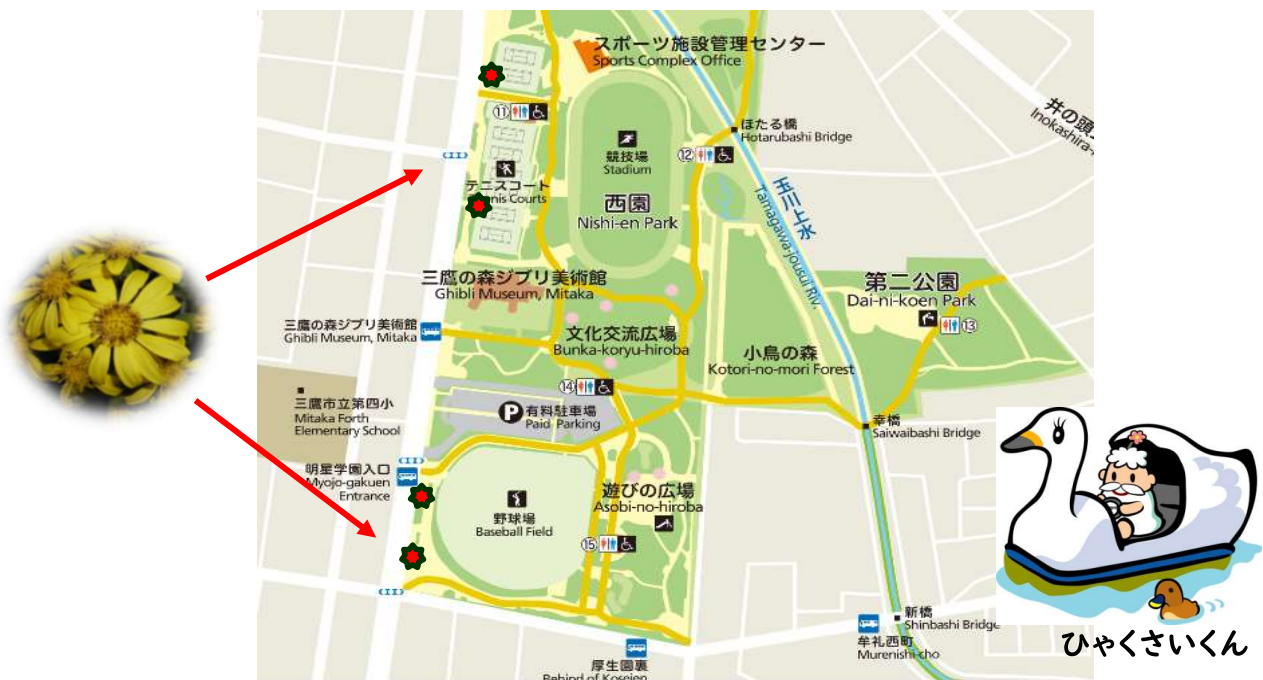 スポーツ施設管理センター
Sports Complex Office
⑪
ほたる橋
Hotarubashi Bridge
井の頭
Inokashira-
競技場
Stadium
⑫
テニスコート
Courts
西園
Nishi-en Park
玉川上水
Tamagawa-jousui Riv.
三鷹の森ジブリ美術館
Ghibli Museum, Mitaka
第二公園
Dai-ni-koen Park
⑬
三鷹の森ジブリ美術館
Ghibli Museum, Mitaka
文化交流広場
Bunka-koryu-hiroba
小鳥の森
Kotori-no-mori Forest
⑭
三鷹市立第四小
Mitaka Forth
Elementary School
P 有料駐車場
Paid Parking
幸橋
Saiwaibashi Bridge
明星学園入口
Myojo-gakuen
Entrance
野球場
Baseball Field
遊びの広場
Asobi-no-hiroba
⑮
新橋
Shinbashi Bridge
牟礼西町
Murenishi-cho
ひゃくさいくん
厚生園裏
Behind of Koseien